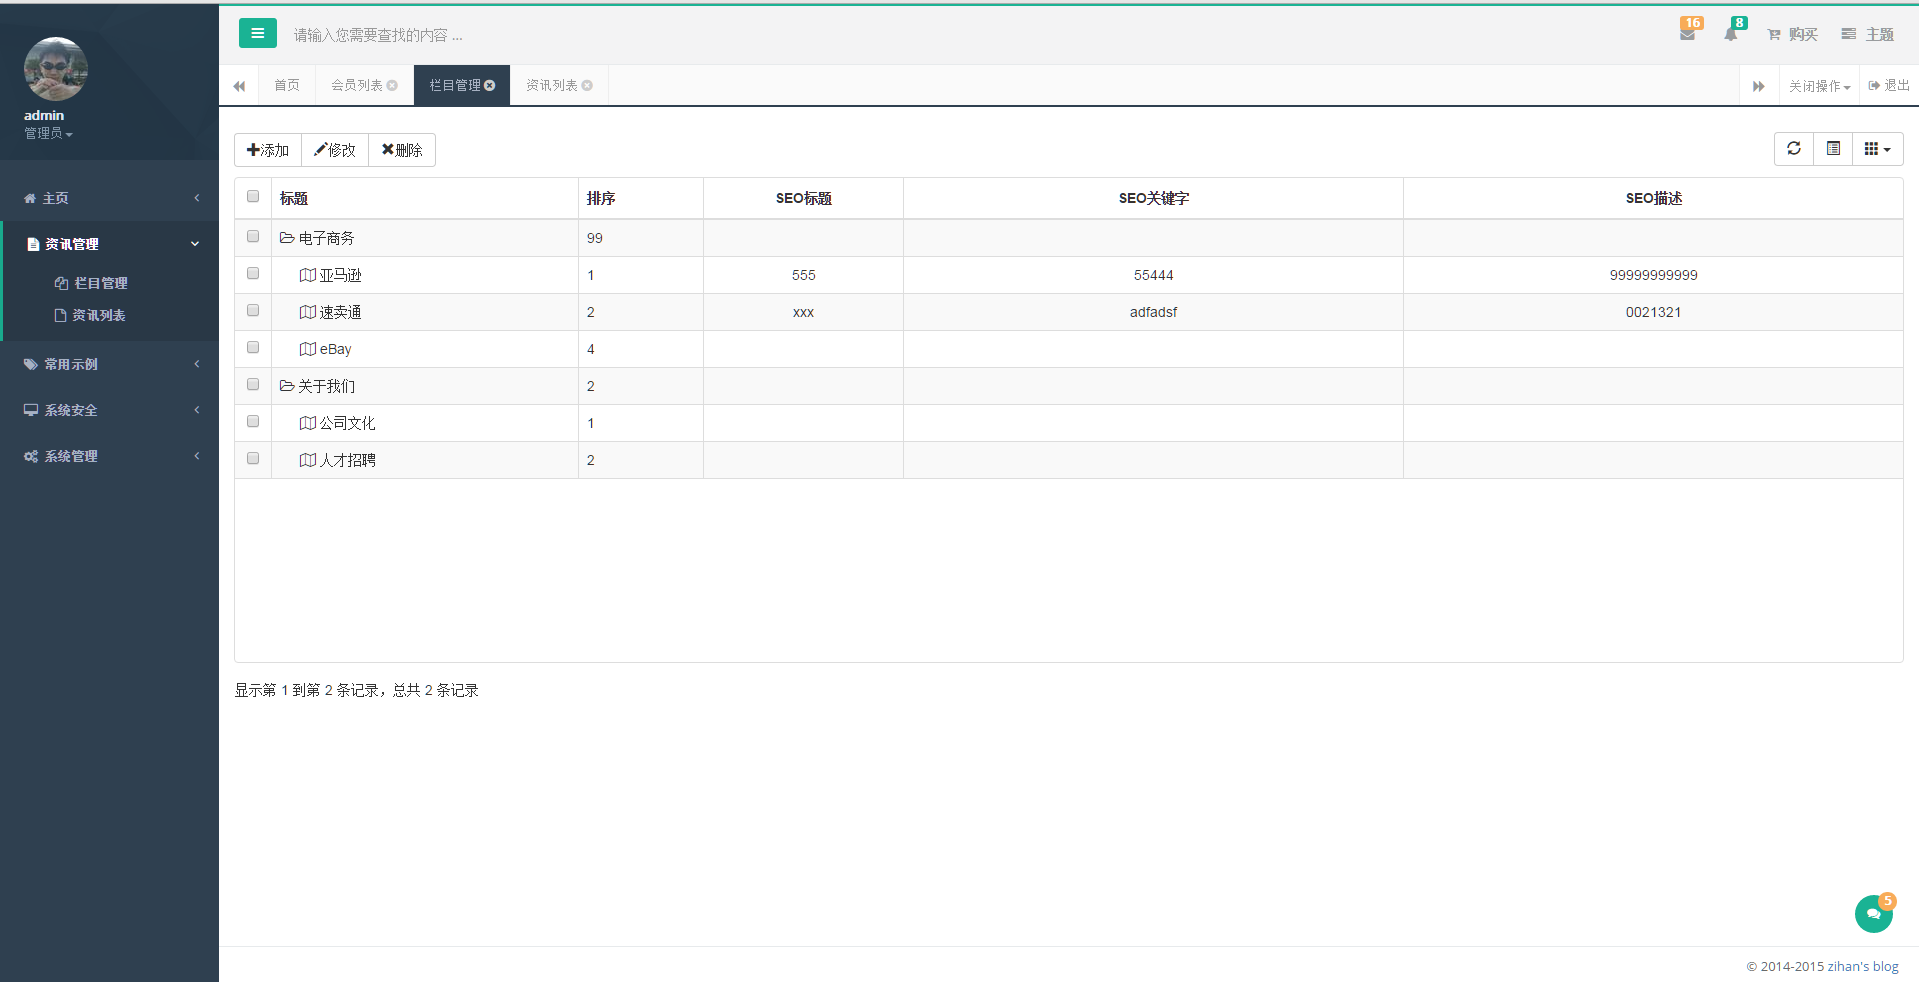 admin
管理员
主页
资讯管理
栏目管理
资讯列表
常用示例
系统安全
系统管理
请输入您需要查找的内容 ...
16
8
购买
主题
首页 会员列表 栏目管理 资讯列表 关闭操作 退出
添加 修改 删除
标题 排序 SEO标题 SEO关键字 SEO描述
电子商务 99
亚马逊 1 555 55444 99999999999
速卖通 2 xxx adfadsf 0021321
eBay 4
关于我们 2
公司文化 1
人才招聘 2
显示第 1 到第 2 条记录，总共 2 条记录
5
© 2014-2015 zihan's blog